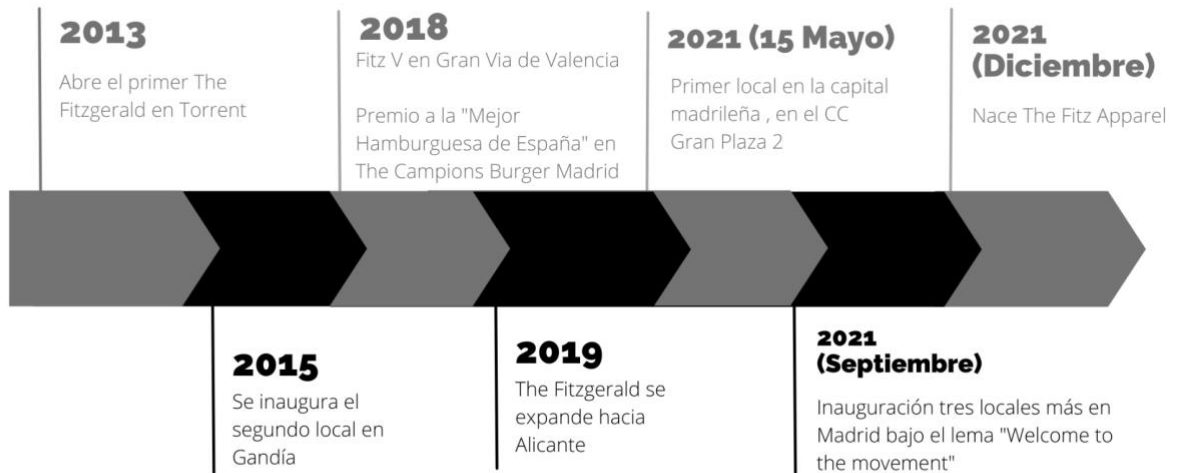 2013
Abre el primer The
Fitzgerald en Torrent
2015
Se inaugura el
segundo local en
Gandía
2018
Fitz V en Gran Via de Valencia
Premio a la "Mejor
Hamburguesa de España" en
The Campions Burger Madrid
2019
The Fitzgerald se
expande hacia
Alicante
2021 (15 Mayo)
Primer local en la capital
madrileña , en el CC
Gran Plaza 2
2021
(Septiembre)
Inauguración tres locales más en
Madrid bajo el lema "Welcome to
the movement"
2021
(Diciembre)
Nace The Fitz Apparel